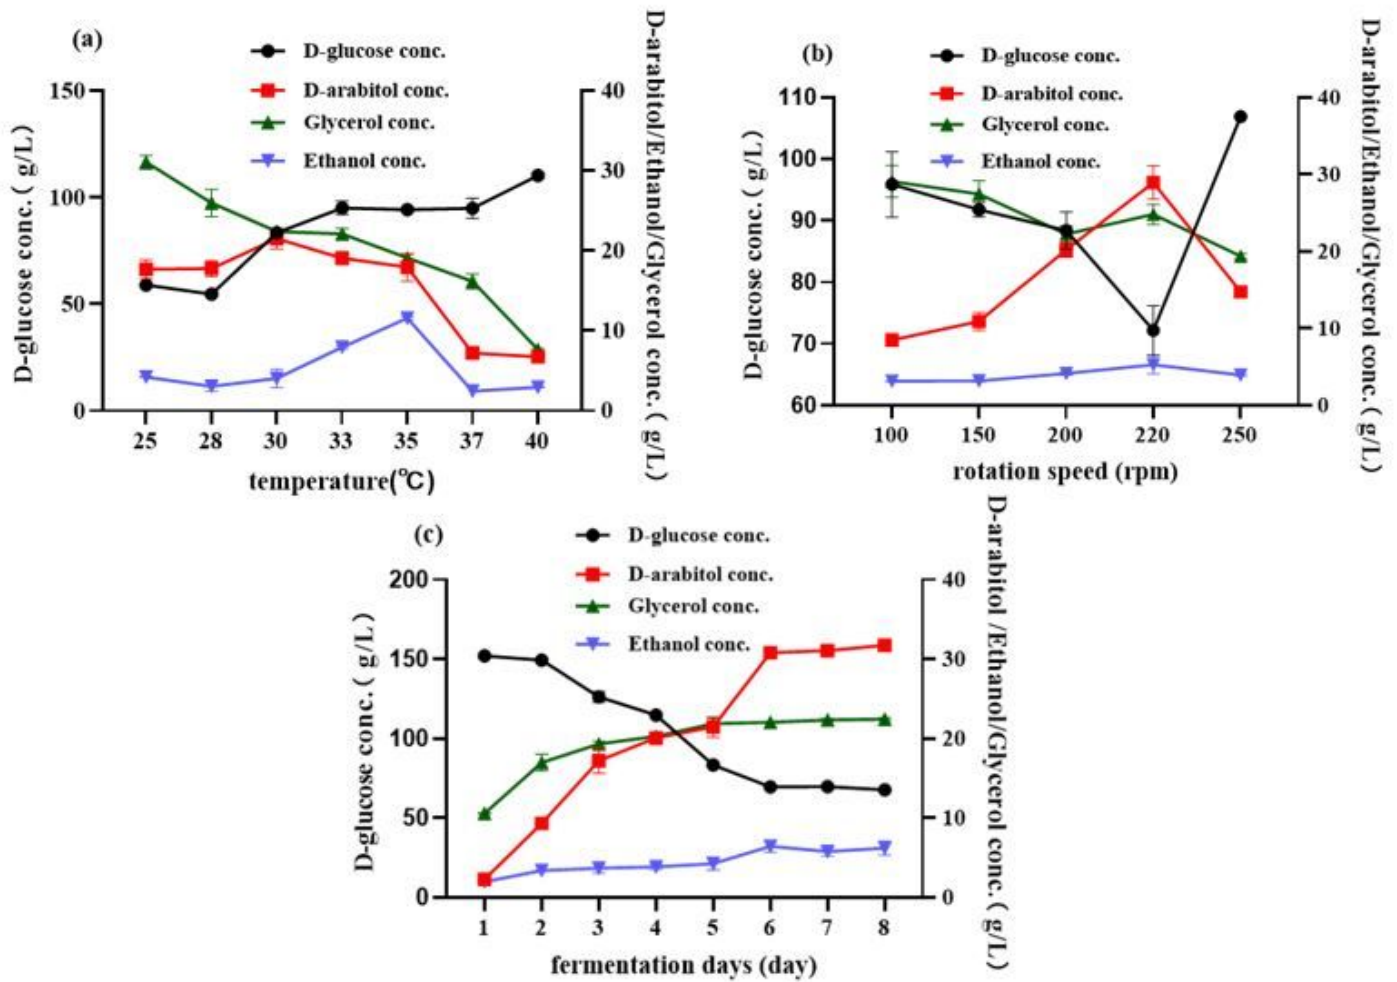 (a)
D-glucose conc.
D-arabitol conc.
Glycerol conc.
Ethanol conc.
D-glucose conc.( g/L)
150
100
50
0
40
30
20
10
0
D-arabitol/Ethanol/Glycerol conc.( g/L)
25 28 30 33 35 37 40
temperature(℃)
(b)
D-glucose conc.
D-arabitol conc.
Glycerol conc.
Ethanol conc.
D-glucose conc.( g/L)
110
100
90
80
70
60
40
30
20
10
0
D-arabitol/Ethanol/Glycerol conc.( g/L)
100 150 200 220 250
rotation speed (rpm)
(c)
D-glucose conc.
D-arabitol conc.
Glycerol conc.
Ethanol conc.
D-glucose conc.( g/L)
200
150
100
50
0
40
30
20
10
0
D-arabitol /Ethanol/Glycerol conc.( g/L)
1 2 3 4 5 6 7 8
fermentation days (day)